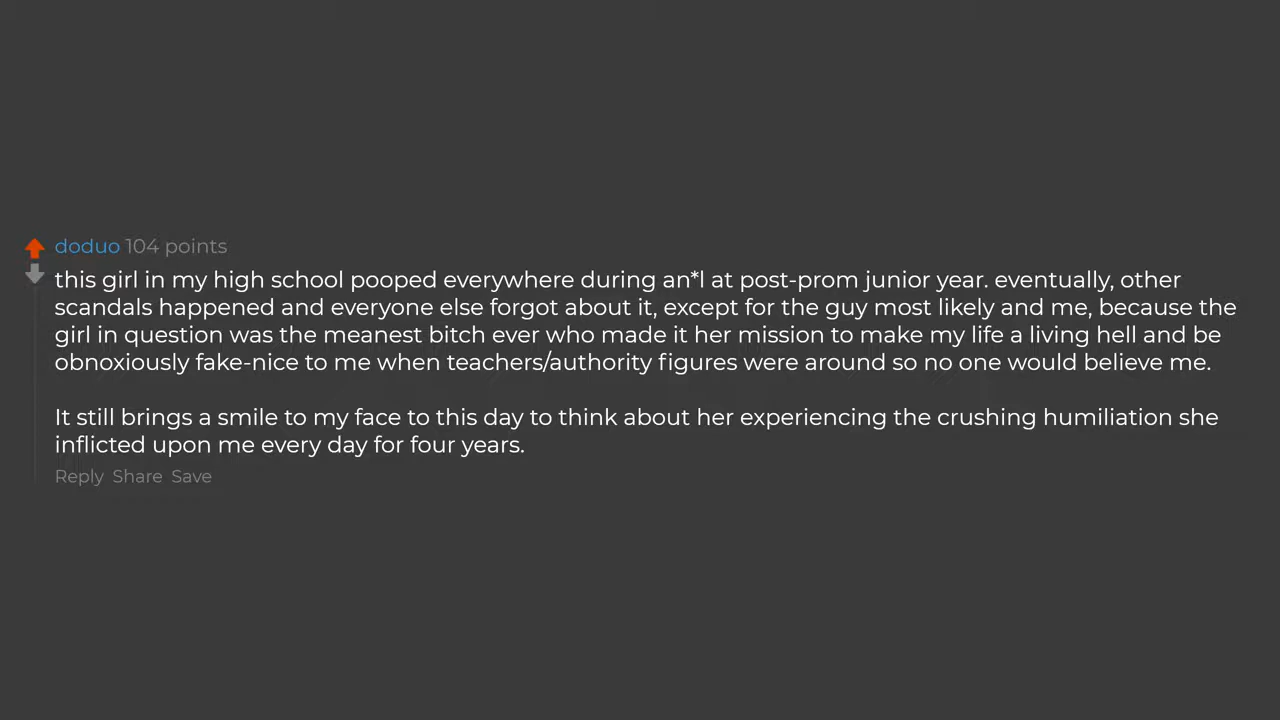 doduo 104 points
this girl in my high school pooped everywhere during an*l at post-prom junior year. eventually, other
scandals happened and everyone else forgot about it, except for the guy most likely and me, because the
girl in question was the meanest bitch ever who made it her mission to make my life a living hell and be
obnoxiously fake-nice to me when teachers/authority figures were around so no one would believe me.
It still brings a smile to my face to this day to think about her experiencing the crushing humiliation she
inflicted upon me every day for four years.
Reply Share Save